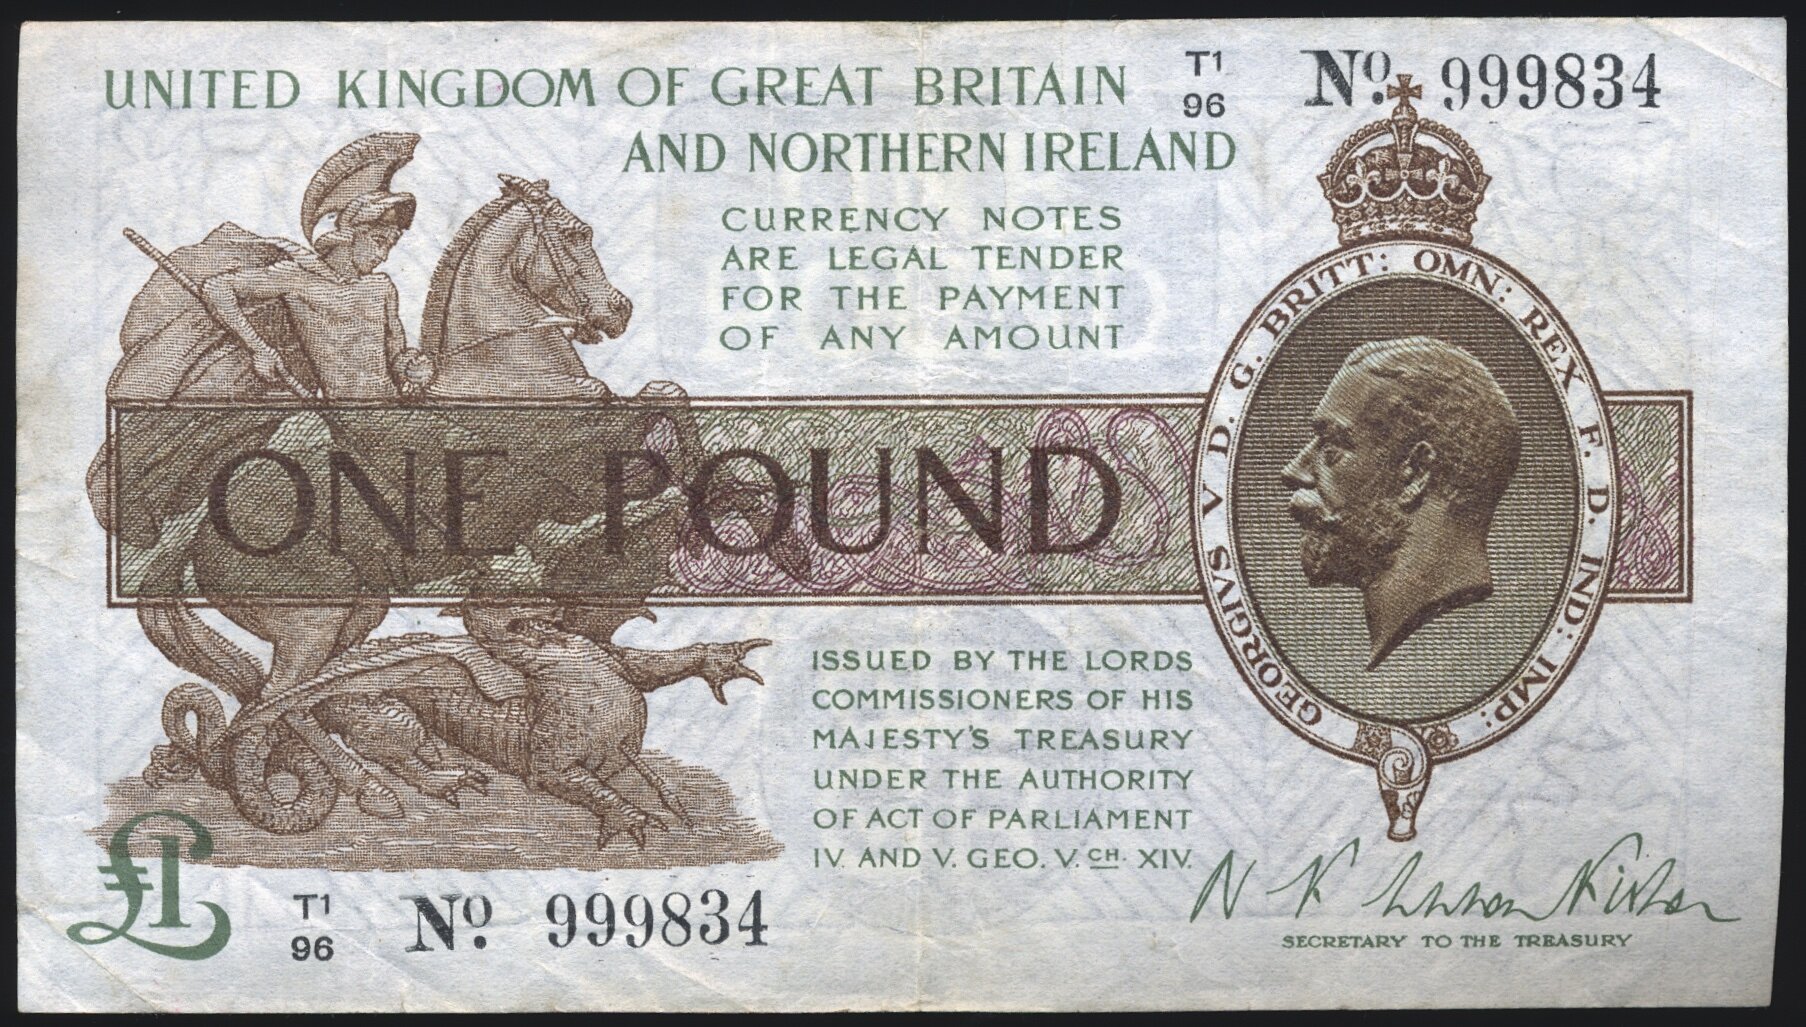 UNITED KINGDOM OF GREAT BRITAIN
AND NORTHERN IRELAND
T1
96
Nº. 999834
CURRENCY NOTES
ARE LEGAL TENDER
FOR THE PAYMENT
OF ANY AMOUNT
ONE POUND
GEORGIVS V D. G. BRITT: OMN: REX F. D. IND: IMP:
ISSUED BY THE LORDS
COMMISSIONERS OF HIS
MAJESTY'S TREASURY
UNDER THE AUTHORITY
OF ACT OF PARLIAMENT
IV. AND V. GEO. V. CH. XIV.
£1
T1
96
Nº. 999834
N K Warren Fisher
SECRETARY TO THE TREASURY